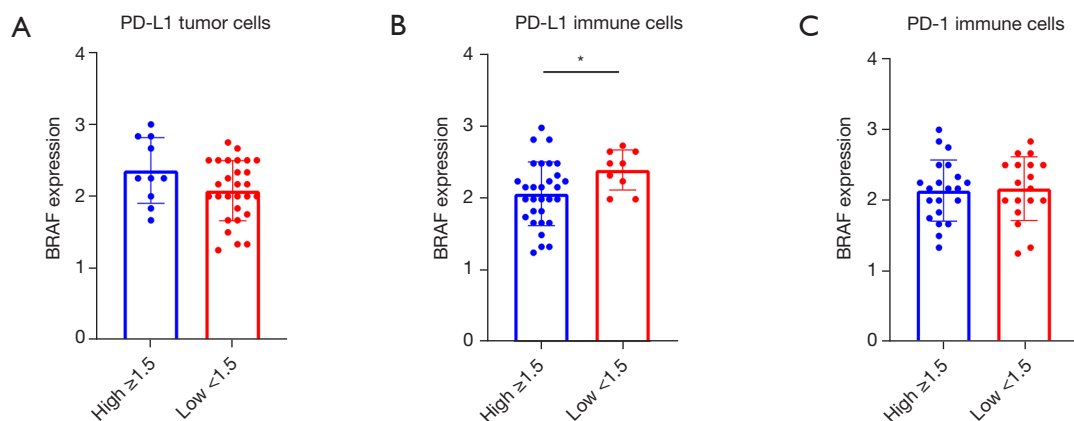 A
PD-L1 tumor cells
BRAF expression
4
3
2
1
0
High ≥1.5
Low <1.5
B
PD-L1 immune cells
BRAF expression
4
3
2
1
0
*
High ≥1.5
Low <1.5
C
PD-1 immune cells
BRAF expression
4
3
2
1
0
High ≥1.5
Low <1.5